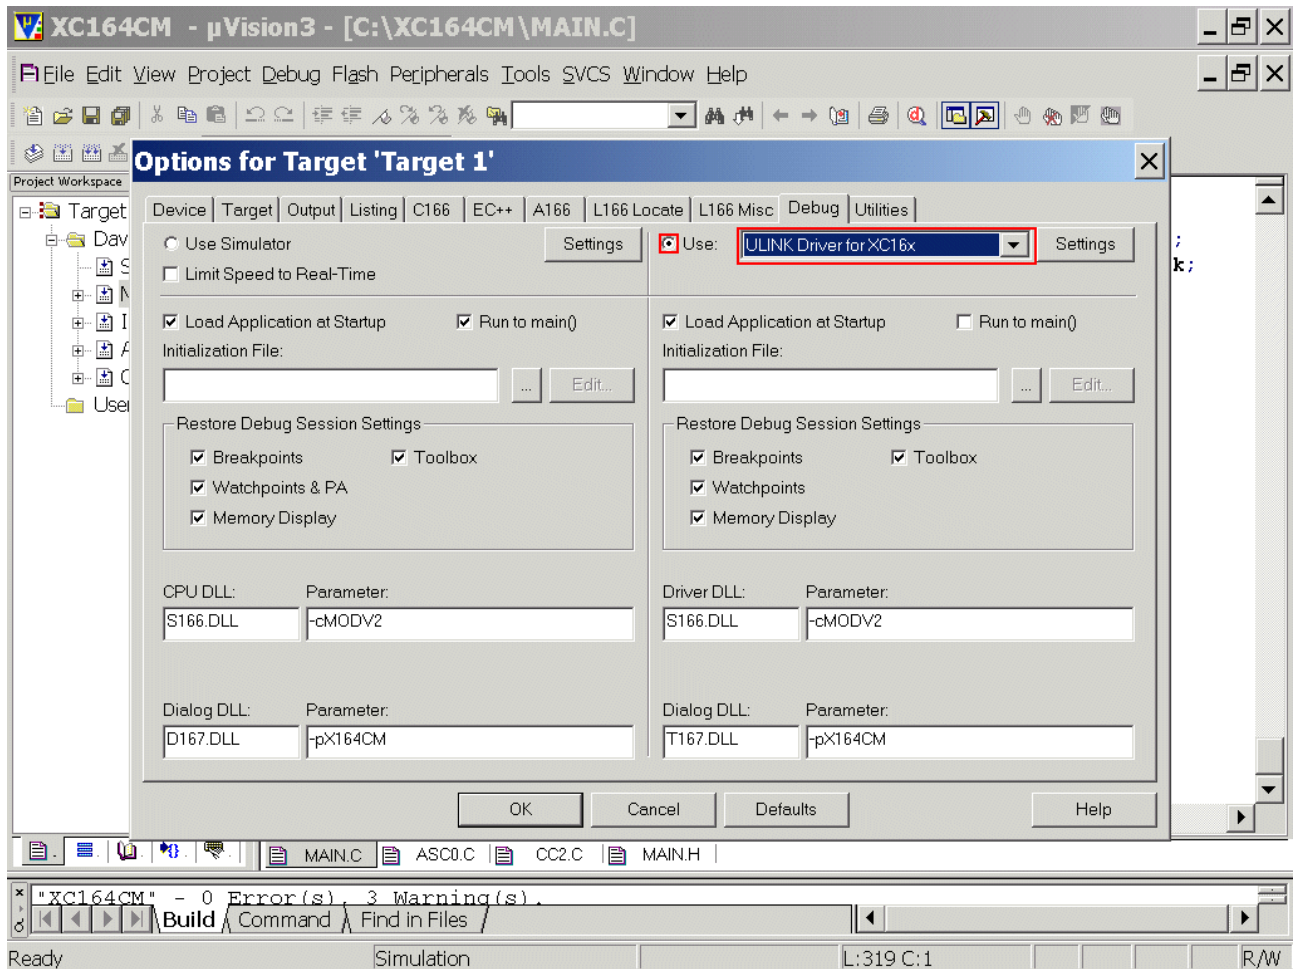 XC164CM - µVision3 - [C:\XC164CM\MAIN.C]
File Edit View Project Debug Flash Peripherals Tools SVCS Window Help
Options for Target 'Target 1'
Project Workspace
Device Target Output Listing C166 EC++ A166 L166 Locate L166 Misc Debug Utilities
Target
Use Simulator Settings Use: ULINK Driver for XC16x Settings
;
Dav
Limit Speed to Real-Time
k;
Load Application at Startup Run to main() Load Application at Startup Run to main()
Initialization File: Initialization File:
... Edit... ... Edit...
User
Restore Debug Session Settings Restore Debug Session Settings
Breakpoints Toolbox Breakpoints Toolbox
Watchpoints & PA Watchpoints
Memory Display Memory Display
CPU DLL: Parameter: Driver DLL: Parameter:
S166.DLL -cMODV2 S166.DLL -cMODV2
Dialog DLL: Parameter: Dialog DLL: Parameter:
D167.DLL -pX164CM T167.DLL -pX164CM
OK Cancel Defaults Help
MAIN.C ASC0.C CC2.C MAIN.H
"XC164CM" - 0 Error(s), 3 Warning(s).
Build Command Find in Files
Ready Simulation L:319 C:1 R/W